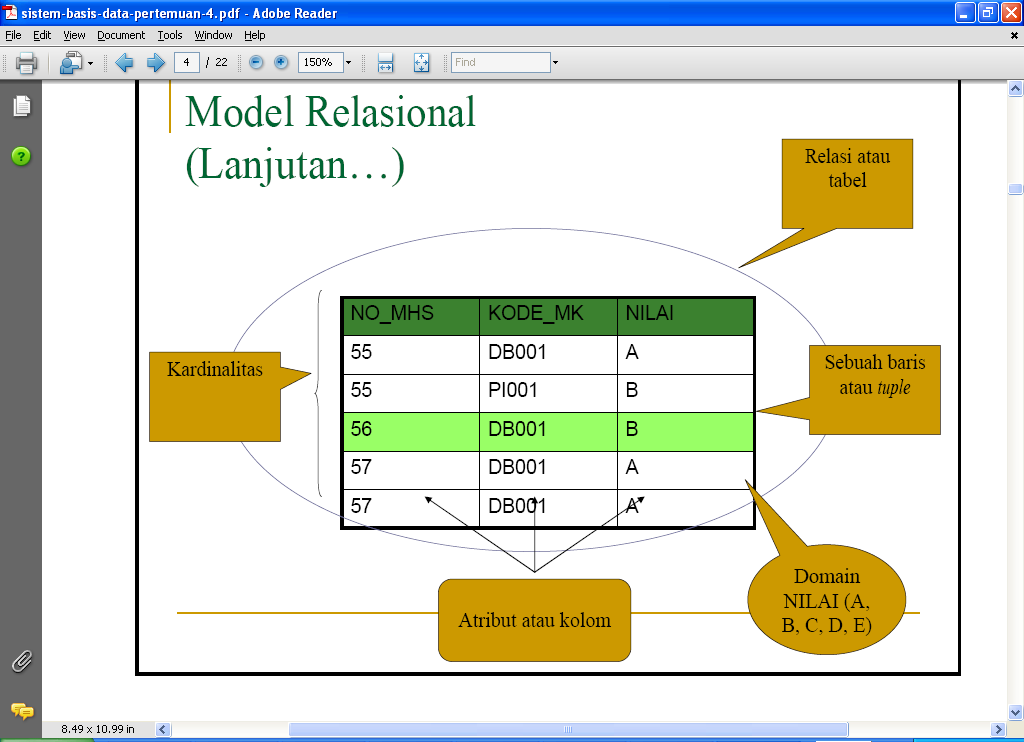 sistem-basis-data-pertemuan-4.pdf - Adobe Reader
File Edit View Document Tools Window Help
4 / 22 150% Find
Model Relasional
(Lanjutan…)
Relasi atau
tabel
Kardinalitas
NO_MHS KODE_MK NILAI
55 DB001 A
55 PI001 B
56 DB001 B
57 DB001 A
57 DB001 A
Sebuah baris
atau tuple
Domain
NILAI (A,
B, C, D, E)
Atribut atau kolom
8.49 x 10.99 in